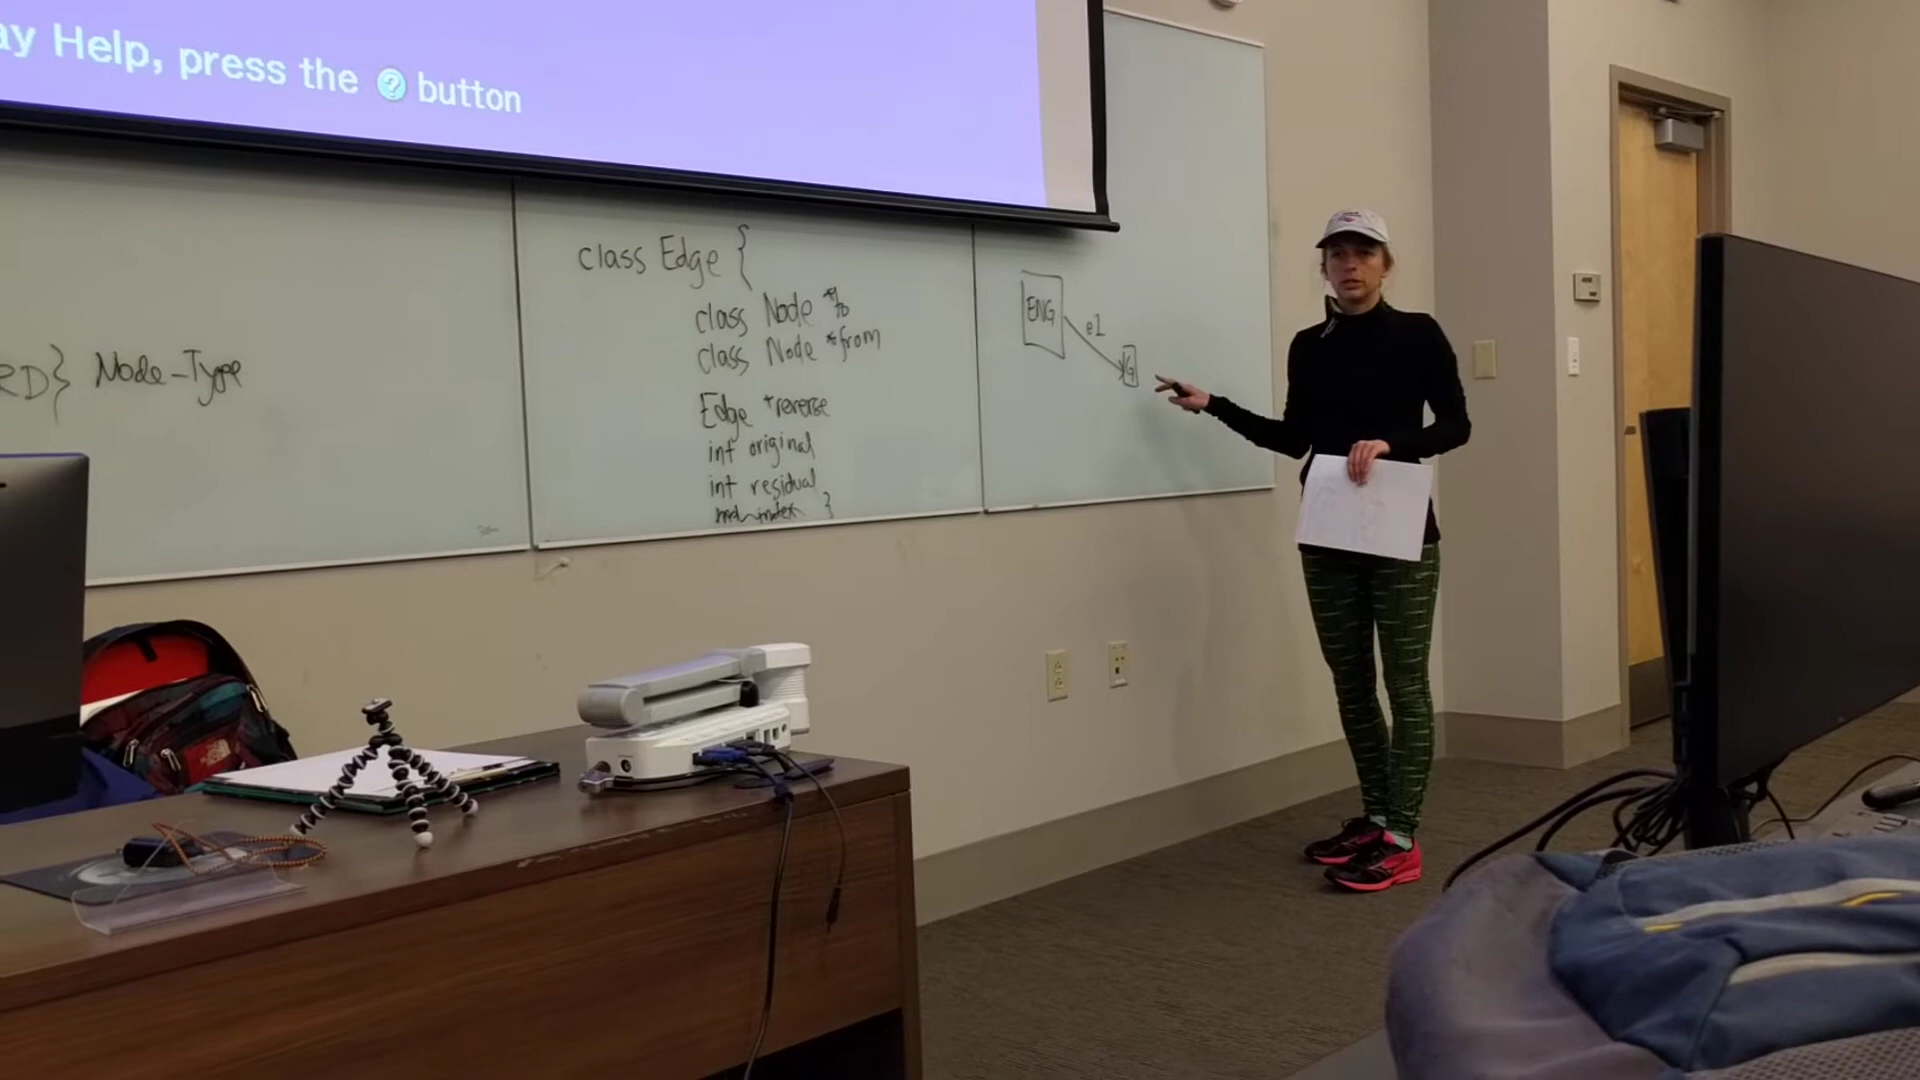 ay Help, press the ? button
RD} Node-Type
class Edge {
class Node *to
class Node *from
Edge *reverse
int original
int residual
}
ENG
e1
G